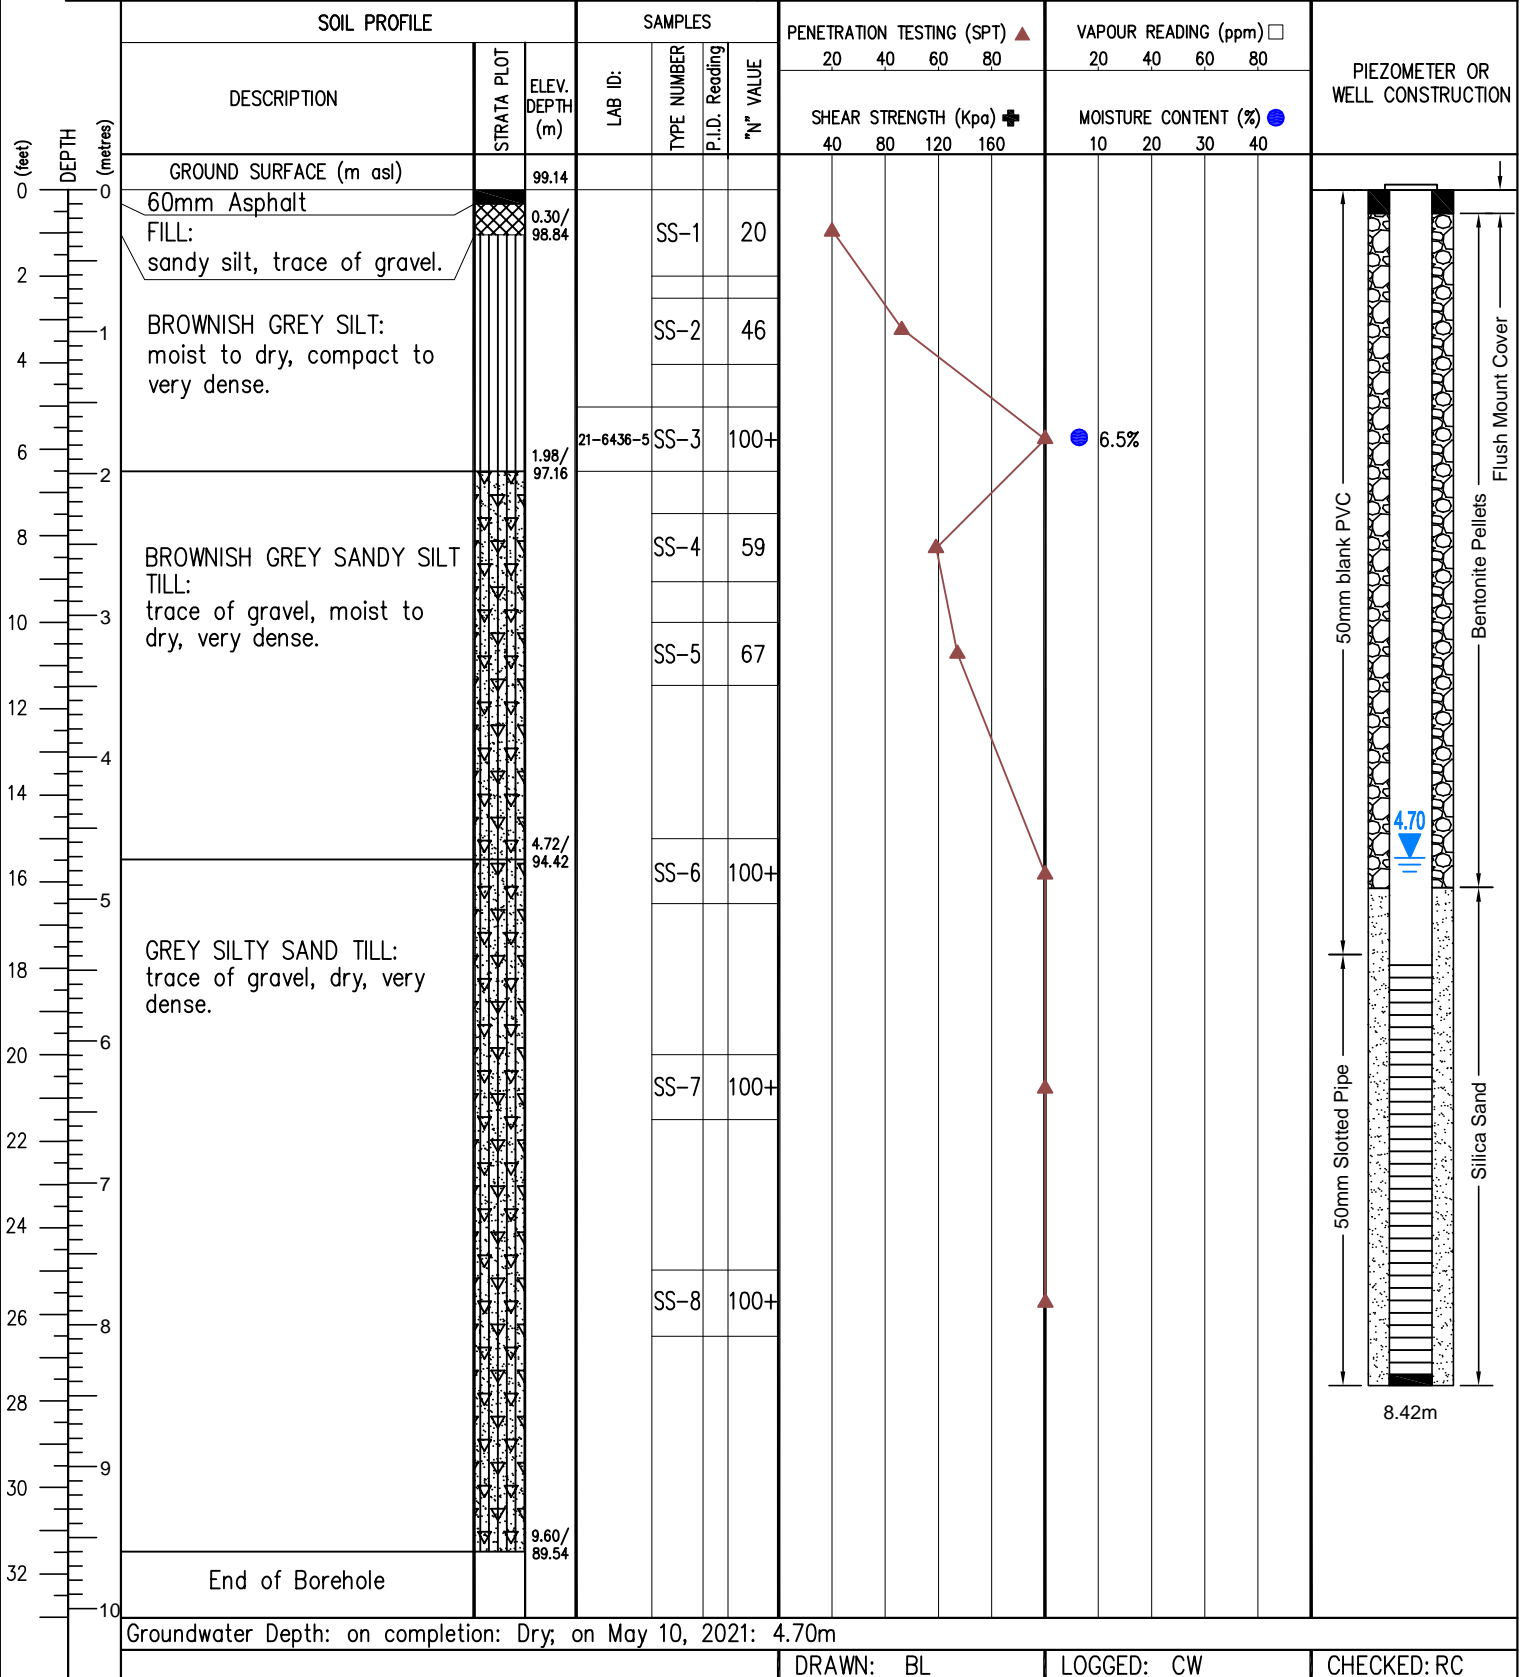 SOIL PROFILE
SAMPLES
PENETRATION TESTING (SPT)
20 40 60 80
SHEAR STRENGTH (Kpa)
40 80 120 160
VAPOUR READING (ppm)
20 40 60 80
MOISTURE CONTENT (%)
10 20 30 40
PIEZOMETER OR
WELL CONSTRUCTION
(feet)
DEPTH
(metres)
DESCRIPTION
STRATA PLOT
ELEV.
DEPTH
(m)
LAB ID:
TYPE NUMBER
P.I.D. Reading
"N" VALUE
GROUND SURFACE (m asl)
99.14
60mm Asphalt
FILL:
sandy silt, trace of gravel.
0.30/
98.84
SS-1 20
BROWNISH GREY SILT:
moist to dry, compact to
very dense.
SS-2 46
21-6436-5 SS-3 100+
6.5%
1.98/
97.16
BROWNISH GREY SANDY SILT
TILL:
trace of gravel, moist to
dry, very dense.
SS-4 59
SS-5 67
4.72/
94.42
SS-6 100+
GREY SILTY SAND TILL:
trace of gravel, dry, very
dense.
SS-7 100+
SS-8 100+
9.60/
89.54
End of Borehole
0
2
4
6
8
10
12
14
16
18
20
22
24
26
28
30
32
0
1
2
3
4
5
6
7
8
9
10
50mm blank PVC
50mm Slotted Pipe
Flush Mount Cover
Bentonite Pellets
Silica Sand
4.70
8.42m
Groundwater Depth: on completion: Dry; on May 10, 2021: 4.70m
DRAWN: BL
LOGGED: CW
CHECKED: RC